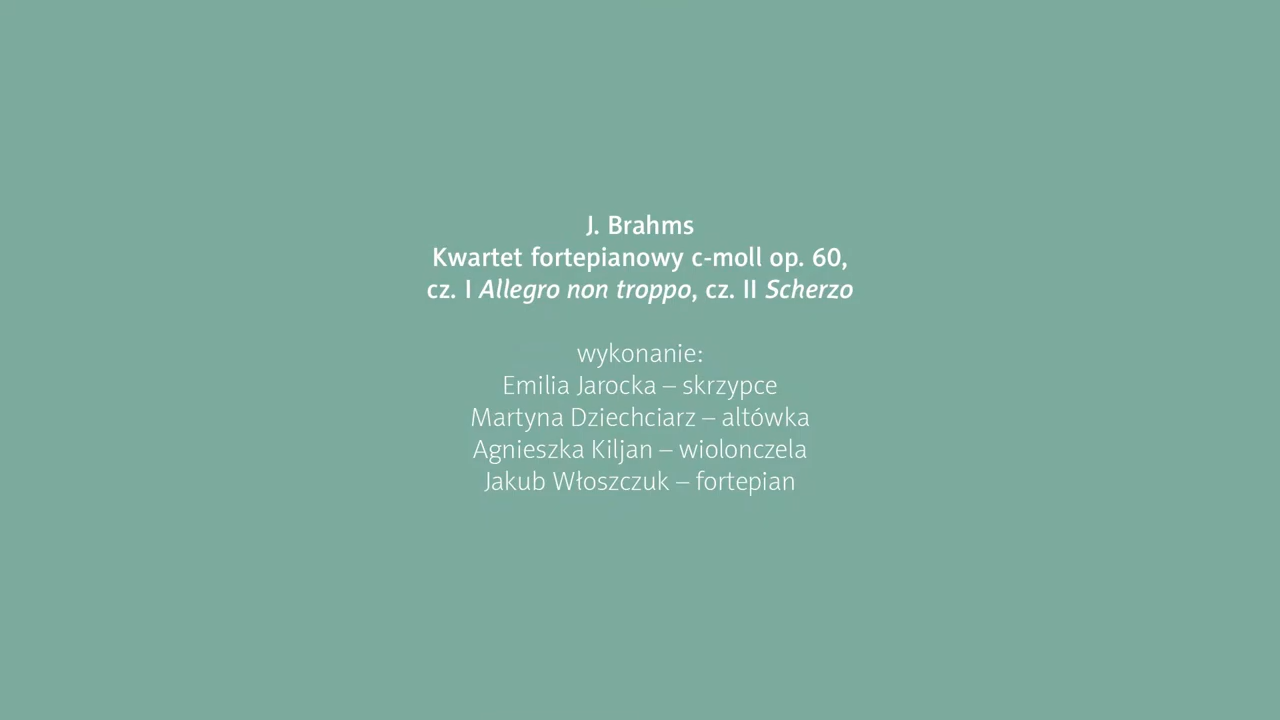 J. Brahms
Kwartet fortepianowy c-moll op. 60,
cz. I Allegro non troppo, cz. II Scherzo
wykonanie:
Emilia Jarocka – skrzypce
Martyna Dziechciarz – altówka
Agnieszka Kiljan – wiolonczela
Jakub Włoszczuk – fortepian